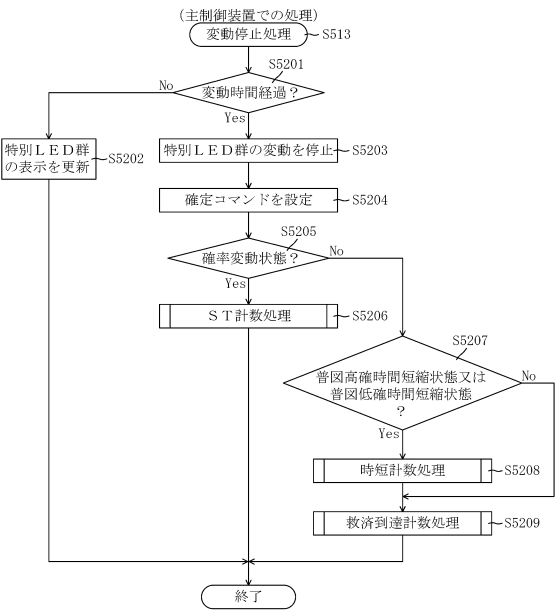 (主制御装置での処理)
変動停止処理
S513
S5201
No
変動時間経過？
Yes
特別ＬＥＤ群
の表示を更新
S5202
特別ＬＥＤ群の変動を停止
S5203
確定コマンドを設定
S5204
S5205
確率変動状態？
No
Yes
ＳＴ計数処理
S5206
S5207
普図高確時間短縮状態又は
普図低確時間短縮状態
？
No
Yes
時短計数処理
S5208
救済到達計数処理
S5209
終了